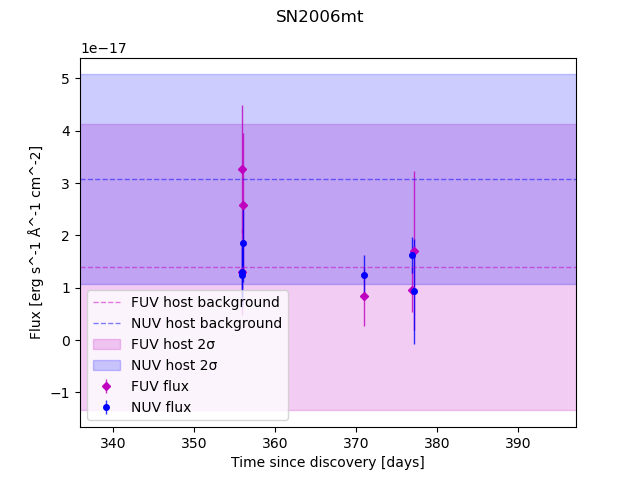 SN2006mt
1e−17
5
4
3
2
1
0
−1
Flux [erg s^-1 Å^-1 cm^-2]
FUV host background
NUV host background
FUV host 2σ
NUV host 2σ
FUV flux
NUV flux
340 350 360 370 380 390
Time since discovery [days]